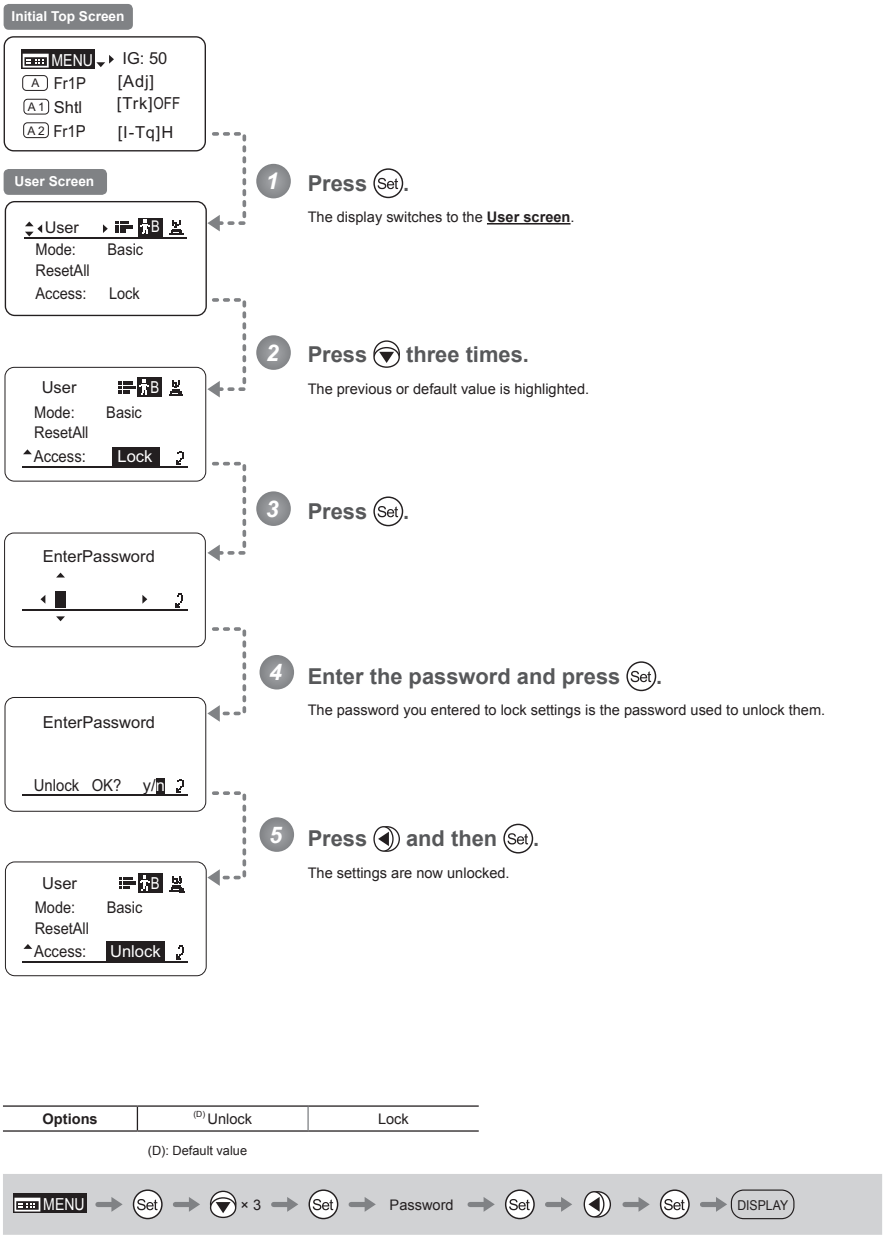 Initial Top Screen
MENU IG: 50
A Fr1P [Adj]
A1 Shtl [Trk]OFF
A2 Fr1P [I-Tq]H
1 Press Set.
The display switches to the User screen.
User Screen
User B
Mode: Basic
ResetAll
Access: Lock
2 Press three times.
The previous or default value is highlighted.
User B
Mode: Basic
ResetAll
Access: Lock
3 Press Set.
EnterPassword
4 Enter the password and press Set.
The password you entered to lock settings is the password used to unlock them.
EnterPassword
Unlock OK? y/n
5 Press and then Set.
The settings are now unlocked.
User B
Mode: Basic
ResetAll
Access: Unlock
Options (D) Unlock Lock
(D): Default value
MENU Set × 3 Set Password Set Set DISPLAY